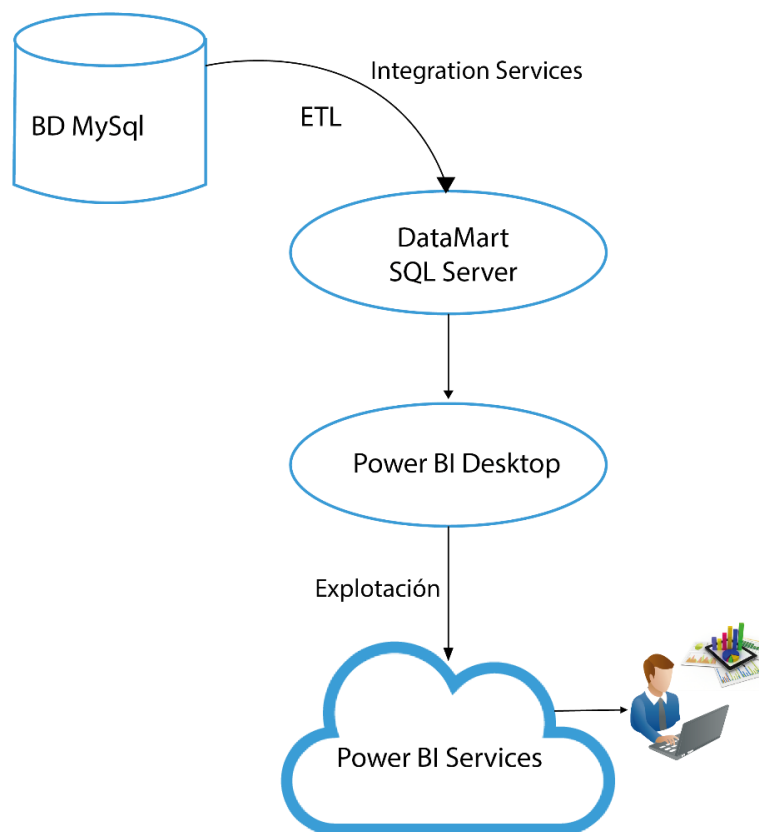 Integration Services
BD MySql
ETL
DataMart
SQL Server
Power BI Desktop
Explotación
Power BI Services